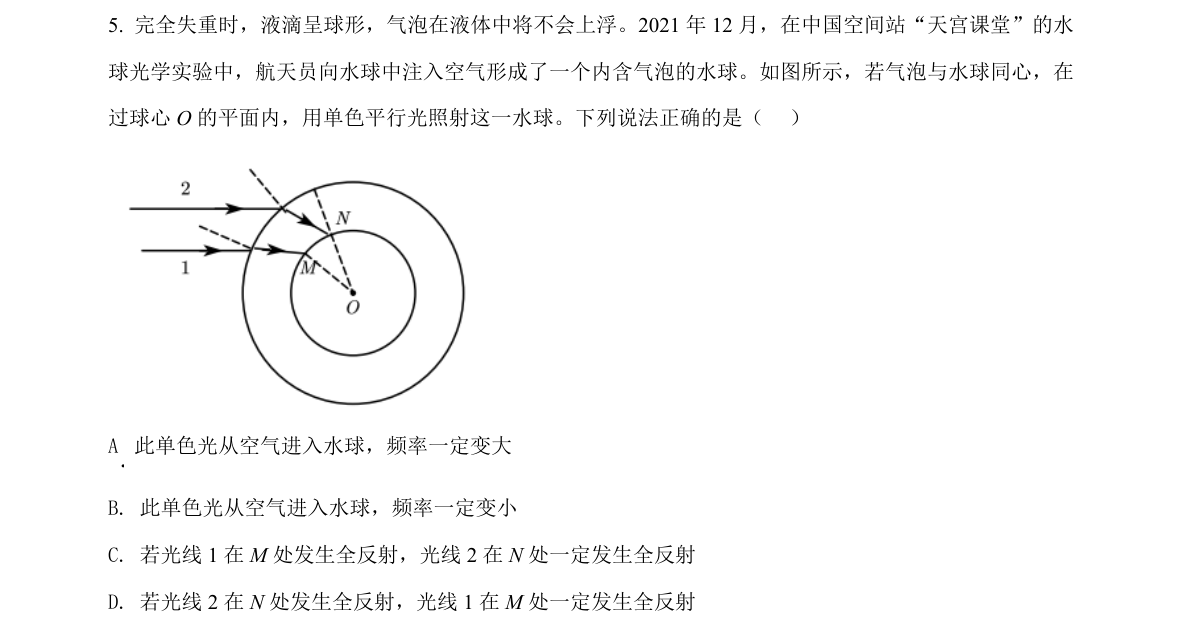 5. 完全失重时，液滴呈球形，气泡在液体中将不会上浮。2021 年 12 月，在中国空间站“天宫课堂”的水
球光学实验中，航天员向水球中注入空气形成了一个内含气泡的水球。如图所示，若气泡与水球同心，在
过球心 O 的平面内，用单色平行光照射这一水球。下列说法正确的是（　）
2
N
1
M
O
A . 此单色光从空气进入水球，频率一定变大
B. 此单色光从空气进入水球，频率一定变小
C. 若光线 1 在 M 处发生全反射，光线 2 在 N 处一定发生全反射
D. 若光线 2 在 N 处发生全反射，光线 1 在 M 处一定发生全反射